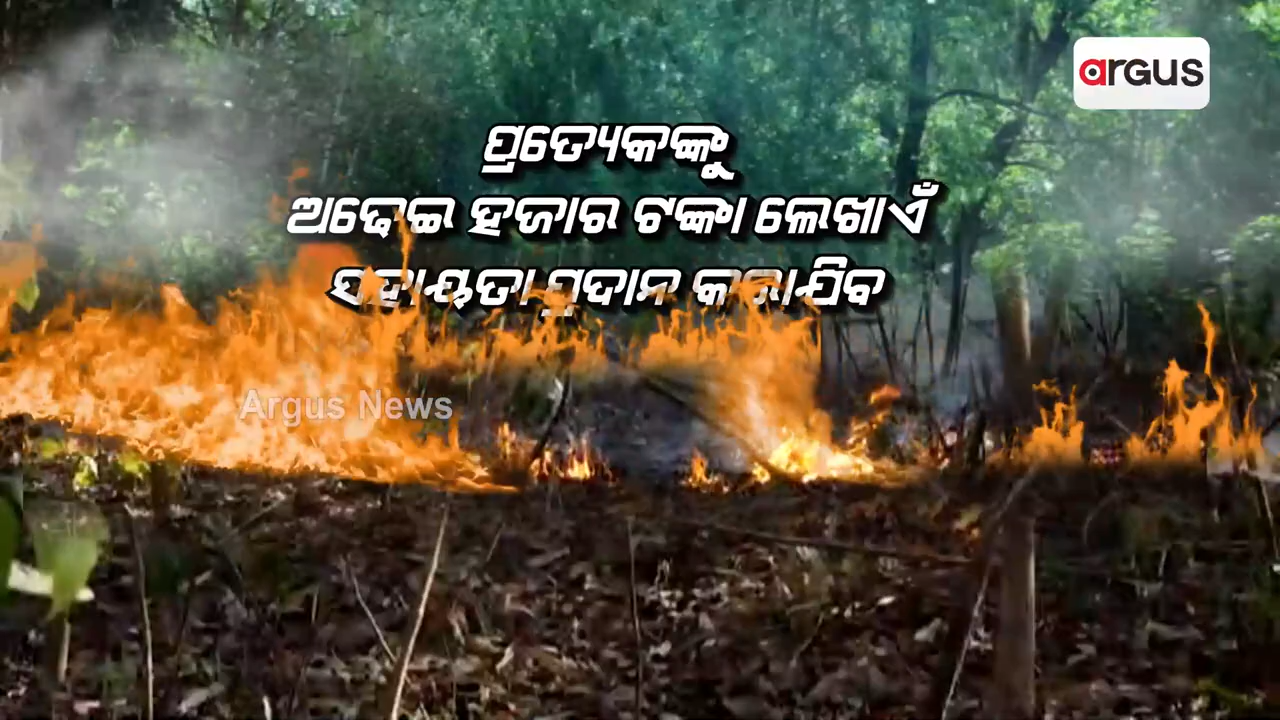 argus
ପ୍ରତ୍ୟେକଙ୍କୁ
ଅଢେଇ ହଜାର ଟଙ୍କା ଲେଖାଏଁ
ସହାୟତା ପ୍ରଦାନ କରାଯିବ
Argus News